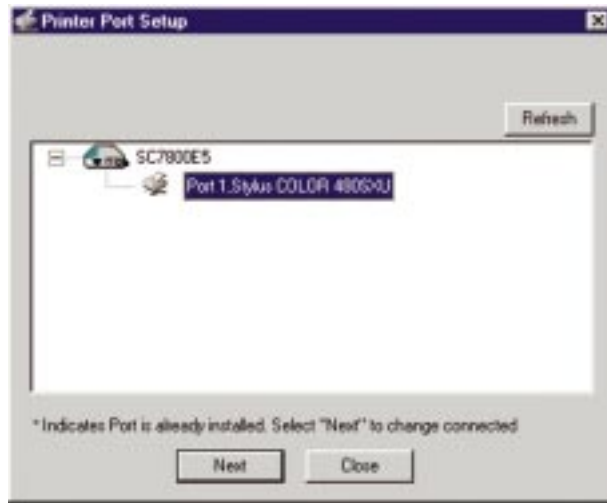 Printer Port Setup
Refresh
SC7800E5
Port 1.Stylus COLOR 480SXU
* Indicates Port is already installed. Select "Next" to change connected
Next
Close